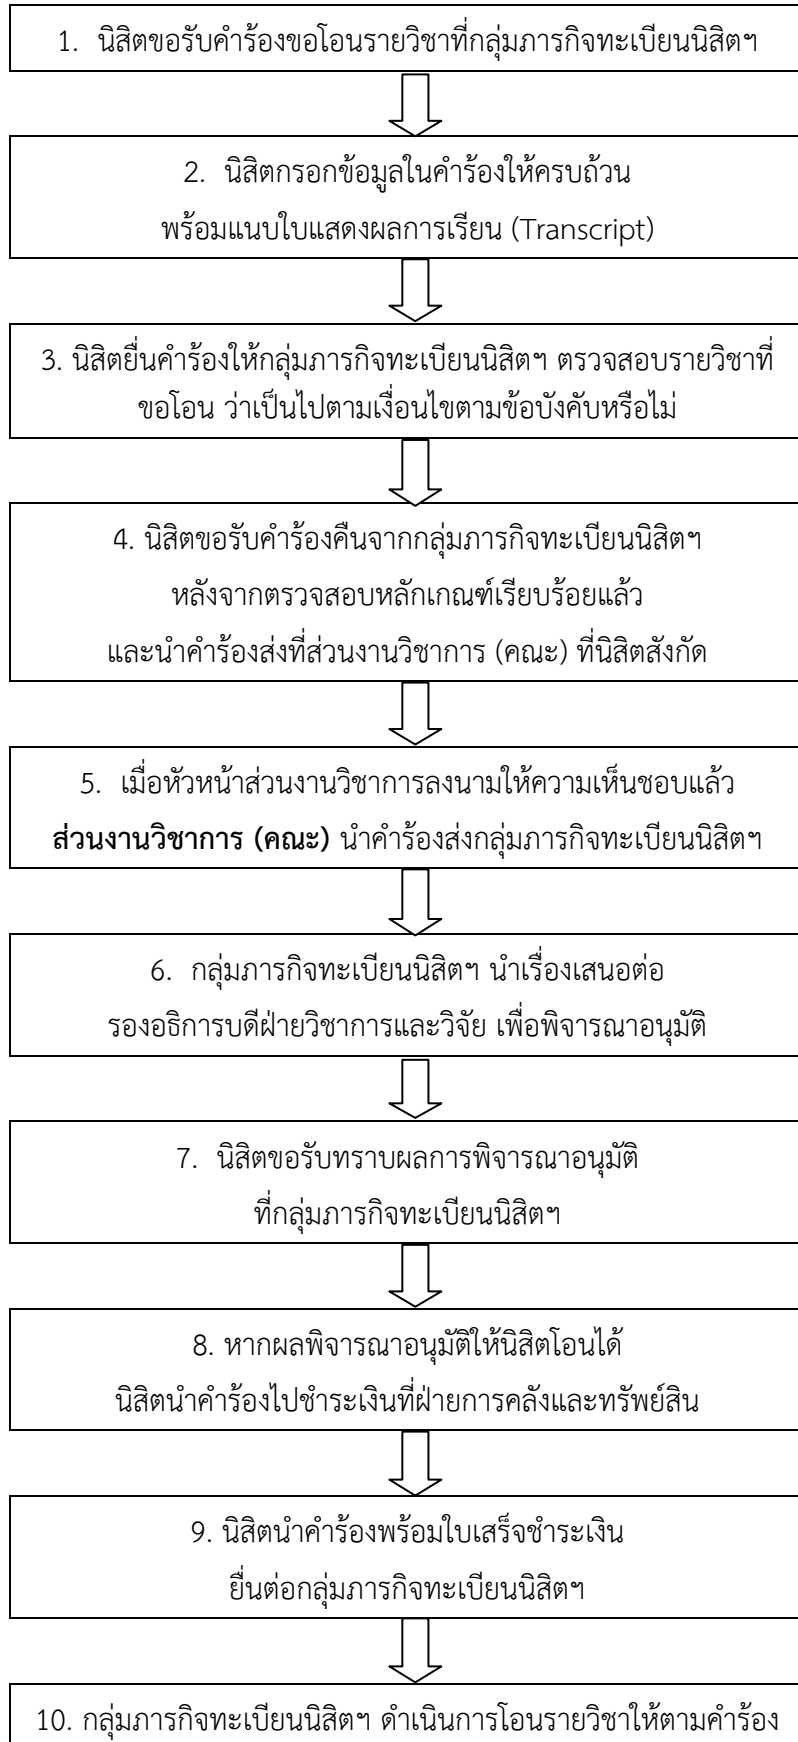 1. นิสิตขอรับคำร้องขอโอนรายวิชาที่กลุ่มภารกิจทะเบียนนิสิตฯ
2. นิสิตกรอกข้อมูลในคำร้องให้ครบถ้วน
พร้อมแนบใบแสดงผลการเรียน (Transcript)
3. นิสิตยื่นคำร้องให้กลุ่มภารกิจทะเบียนนิสิตฯ ตรวจสอบรายวิชาที่
ขอโอน ว่าเป็นไปตามเงื่อนไขตามข้อบังคับหรือไม่
4. นิสิตขอรับคำร้องคืนจากกลุ่มภารกิจทะเบียนนิสิตฯ
หลังจากตรวจสอบหลักเกณฑ์เรียบร้อยแล้ว
และนำคำร้องส่งที่ส่วนงานวิชาการ (คณะ) ที่นิสิตสังกัด
5. เมื่อหัวหน้าส่วนงานวิชาการลงนามให้ความเห็นชอบแล้ว
ส่วนงานวิชาการ (คณะ) นำคำร้องส่งกลุ่มภารกิจทะเบียนนิสิตฯ
6. กลุ่มภารกิจทะเบียนนิสิตฯ นำเรื่องเสนอต่อ
รองอธิการบดีฝ่ายวิชาการและวิจัย เพื่อพิจารณาอนุมัติ
7. นิสิตขอรับทราบผลการพิจารณาอนุมัติ
ที่กลุ่มภารกิจทะเบียนนิสิตฯ
8. หากผลพิจารณาอนุมัติให้นิสิตโอนได้
นิสิตนำคำร้องไปชำระเงินที่ฝ่ายการคลังและทรัพย์สิน
9. นิสิตนำคำร้องพร้อมใบเสร็จชำระเงิน
ยื่นต่อกลุ่มภารกิจทะเบียนนิสิตฯ
10. กลุ่มภารกิจทะเบียนนิสิตฯ ดำเนินการโอนรายวิชาให้ตามคำร้อง